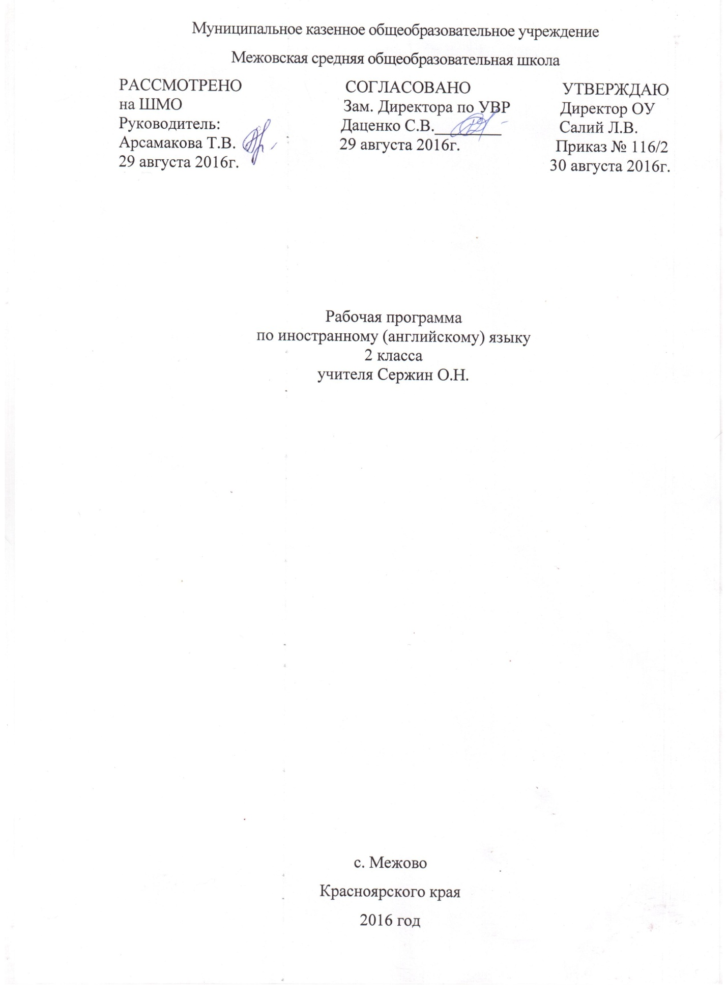 Муниципальное казенное общеобразовательное учреждение
Межовская средняя общеобразовательная школа
РАССМОТРЕНО
на ШМО
Руководитель:
Арсамакова Т.В.
29 августа 2016г.
СОГЛАСОВАНО
Зам. Директора по УВР
Даценко С.В.________
29 августа 2016г.
УТВЕРЖДАЮ
Директор ОУ
Салий Л.В.
Приказ № 116/2
30 августа 2016г.
Рабочая программа
по иностранному (английскому) языку
2 класса
учителя Сержин О.Н.
с. Межово
Красноярского края
2016 год